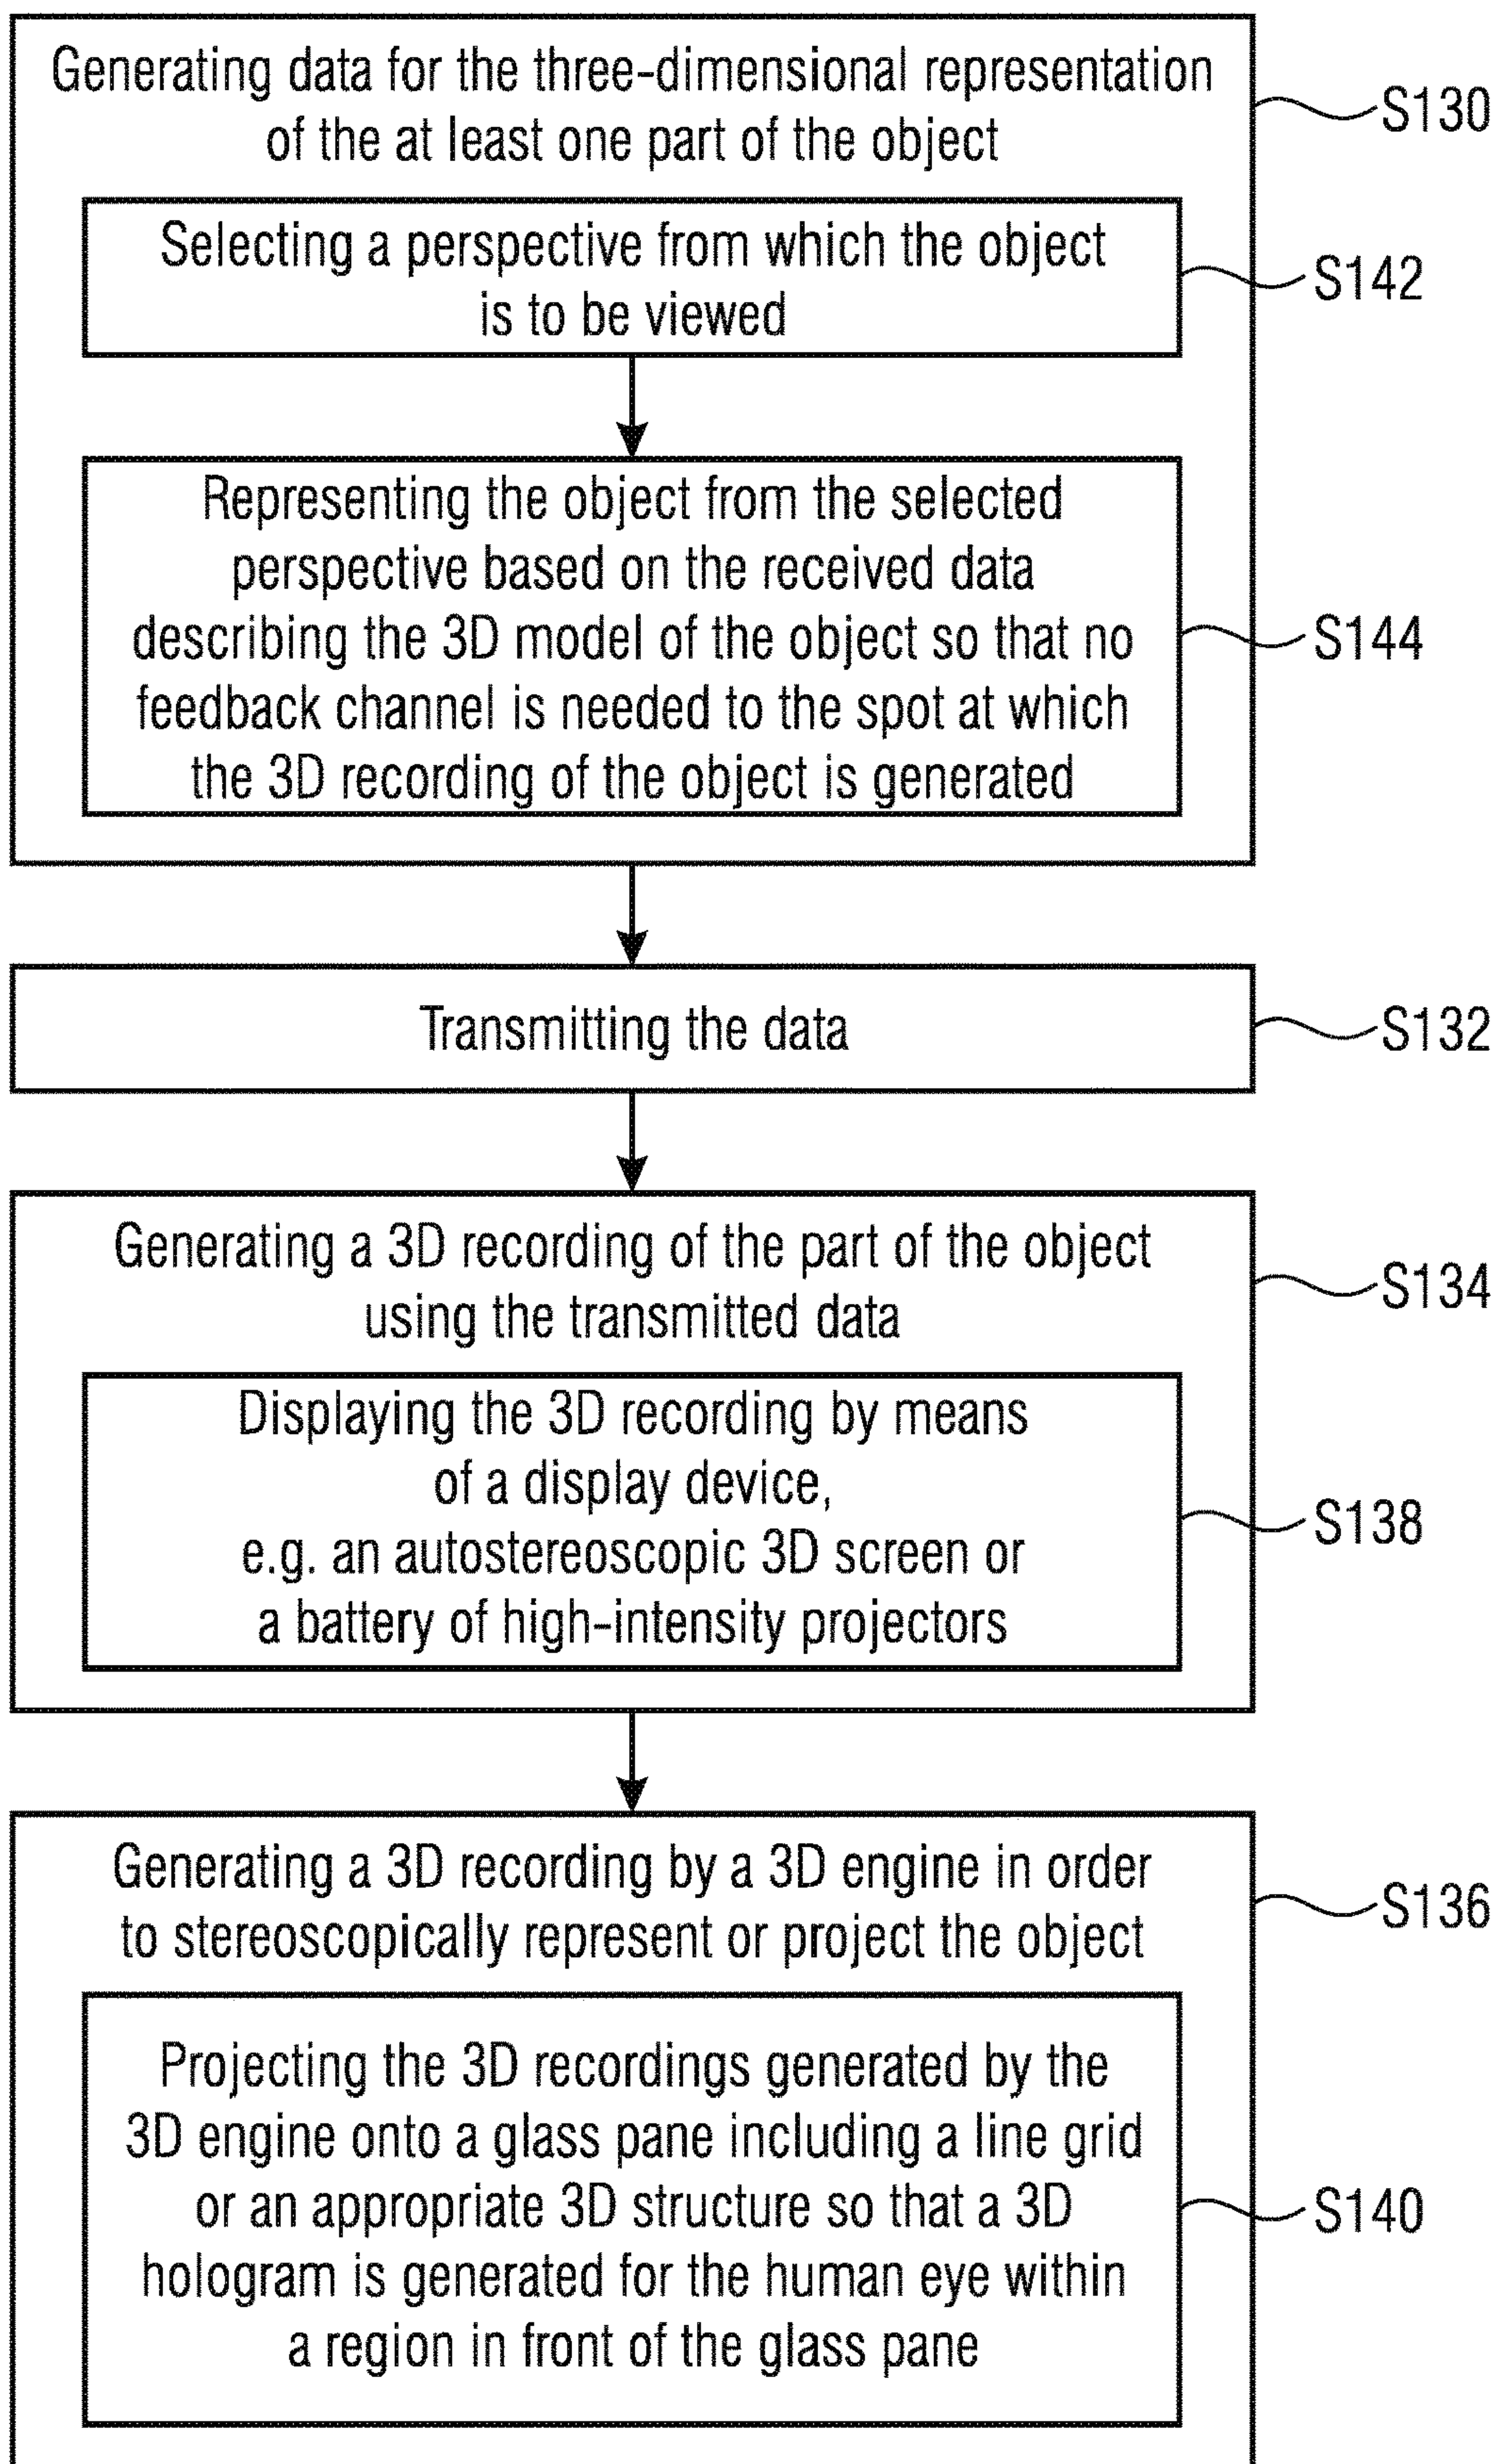 Generating data for the three-dimensional representation
of the at least one part of the object
S130
Selecting a perspective from which the object
is to be viewed
S142
Representing the object from the selected
perspective based on the received data
describing the 3D model of the object so that no
feedback channel is needed to the spot at which
the 3D recording of the object is generated
S144
Transmitting the data
S132
Generating a 3D recording of the part of the object
using the transmitted data
S134
Displaying the 3D recording by means
of a display device,
e.g. an autostereoscopic 3D screen or
a battery of high-intensity projectors
S138
Generating a 3D recording by a 3D engine in order
to stereoscopically represent or project the object
S136
Projecting the 3D recordings generated by the
3D engine onto a glass pane including a line grid
or an appropriate 3D structure so that a 3D
hologram is generated for the human eye within
a region in front of the glass pane
S140